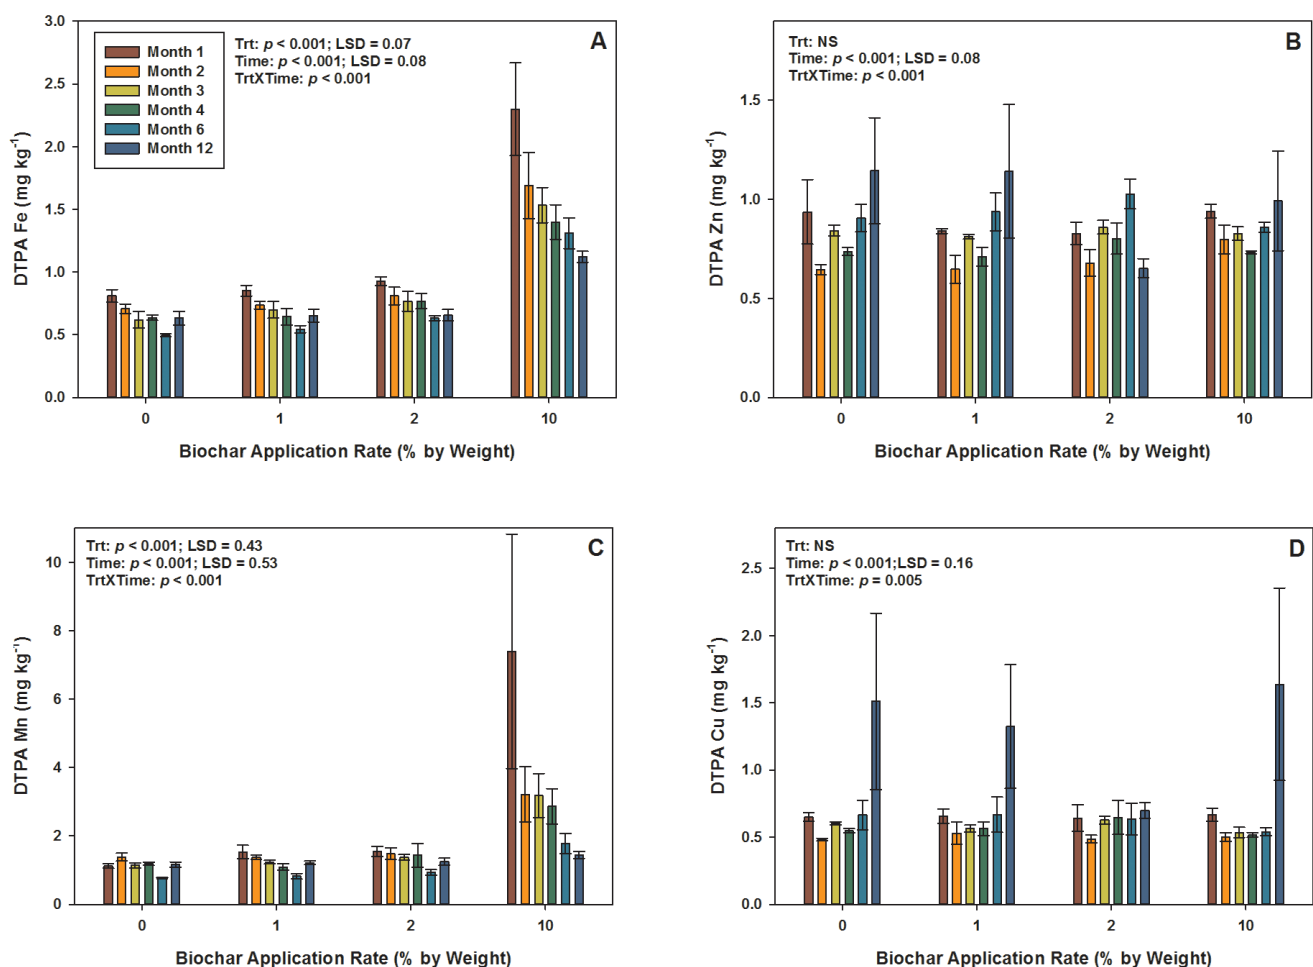 A
Trt: p < 0.001; LSD = 0.07
Time: p < 0.001; LSD = 0.08
TrtXTime: p < 0.001
Month 1
Month 2
Month 3
Month 4
Month 6
Month 12
DTPA Fe (mg kg⁻¹)
3.0
2.5
2.0
1.5
1.0
0.5
0.0
0 1 2 10
Biochar Application Rate (% by Weight)
B
Trt: NS
Time: p < 0.001; LSD = 0.08
TrtXTime: p < 0.001
DTPA Zn (mg kg⁻¹)
1.5
1.0
0.5
0.0
0 1 2 10
Biochar Application Rate (% by Weight)
C
Trt: p < 0.001; LSD = 0.43
Time: p < 0.001; LSD = 0.53
TrtXTime: p < 0.001
DTPA Mn (mg kg⁻¹)
10
8
6
4
2
0
0 1 2 10
Biochar Application Rate (% by Weight)
D
Trt: NS
Time: p < 0.001;LSD = 0.16
TrtXTime: p = 0.005
DTPA Cu (mg kg⁻¹)
2.5
2.0
1.5
1.0
0.5
0.0
0 1 2 10
Biochar Application Rate (% by Weight)